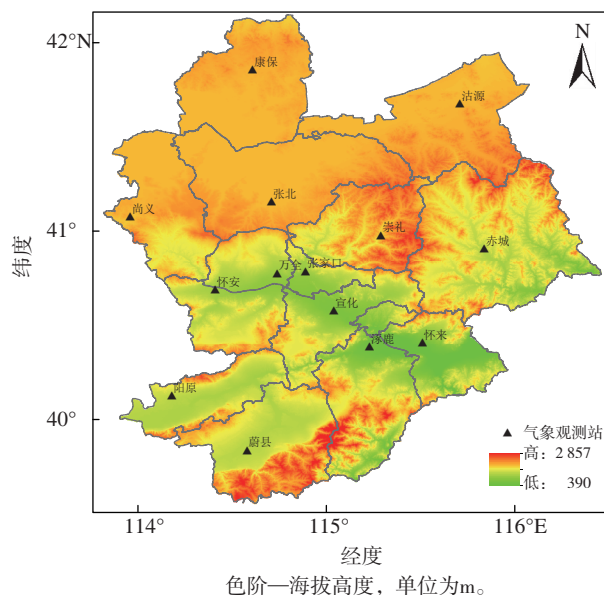 42°N
N
康保
沽源
张北
尚义
41°
崇礼
赤城
万全
张家口
怀安
宣化
涿鹿
怀来
阳原
40°
蔚县
▲ 气象观测站
高：2 857
低： 390
纬度
114°
115°
116°E
经度
色阶—海拔高度，单位为m。